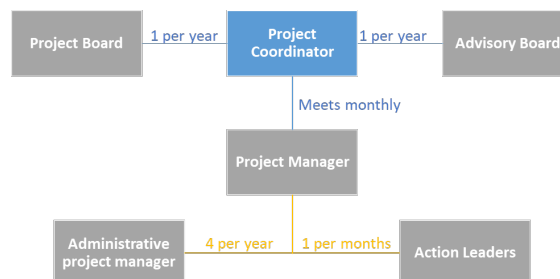 Project Board
1 per year
Project
Coordinator
1 per year
Advisory Board
Meets monthly
Project Manager
Administrative
project manager
4 per year
1 per months
Action Leaders